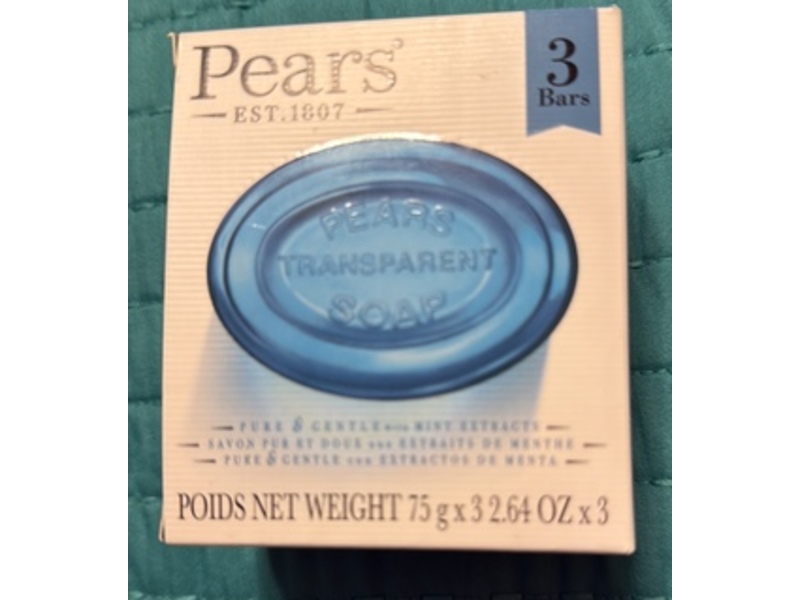 Pears
EST. 1807
3
Bars
PEARS
TRANSPARENT
SOAP
PURE & GENTLE with MINT EXTRACTS
SAVON PUR ET DOUX aux EXTRAITS DE MENTHE
PURE & GENTLE con EXTRACTOS DE MENTA
POIDS NET WEIGHT 75 g x 3 2.64 OZ x 3